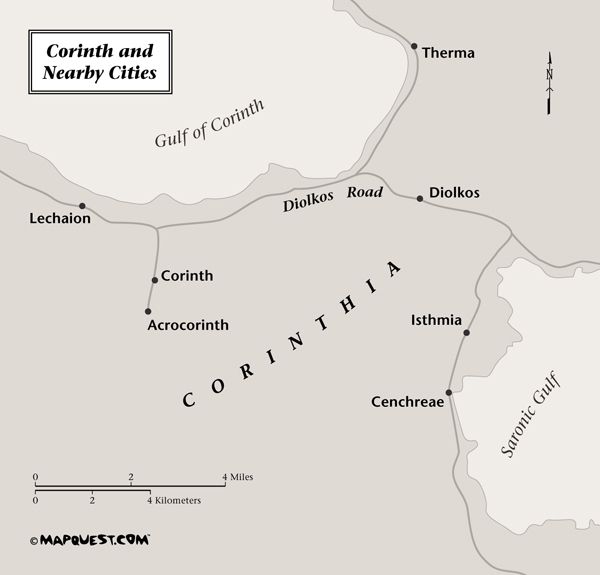 Corinth and
Nearby Cities
Therma
N
Gulf of Corinth
Diolkos Road
Diolkos
Lechaion
Corinth
Acrocorinth
CORINTHIA
Isthmia
Cenchreae
Saronic Gulf
0 2 4 Miles
0 2 4 Kilometers
© MAPQUEST.COM™